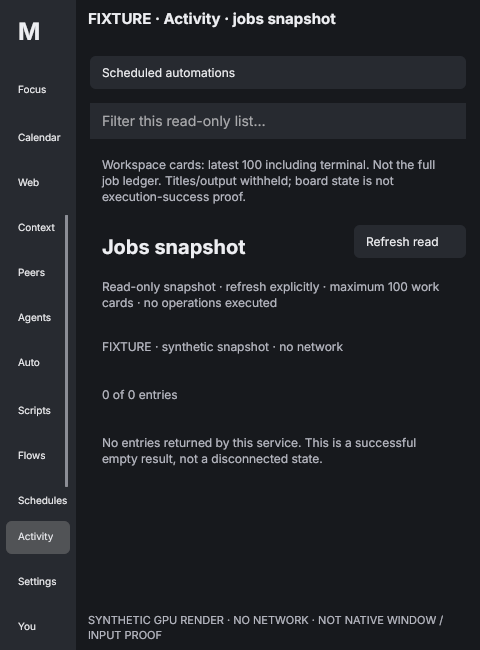 M
Focus
Calendar
Web
Context
Peers
Agents
Auto
Scripts
Flows
Schedules
Activity
Settings
You
FIXTURE · Activity · jobs snapshot
Scheduled automations
Filter this read-only list...
Workspace cards: latest 100 including terminal. Not the full
job ledger. Titles/output withheld; board state is not
execution-success proof.
Jobs snapshot
Refresh read
Read-only snapshot · refresh explicitly · maximum 100 work
cards · no operations executed
FIXTURE · synthetic snapshot · no network
0 of 0 entries
No entries returned by this service. This is a successful
empty result, not a disconnected state.
SYNTHETIC GPU RENDER · NO NETWORK · NOT NATIVE WINDOW /
INPUT PROOF